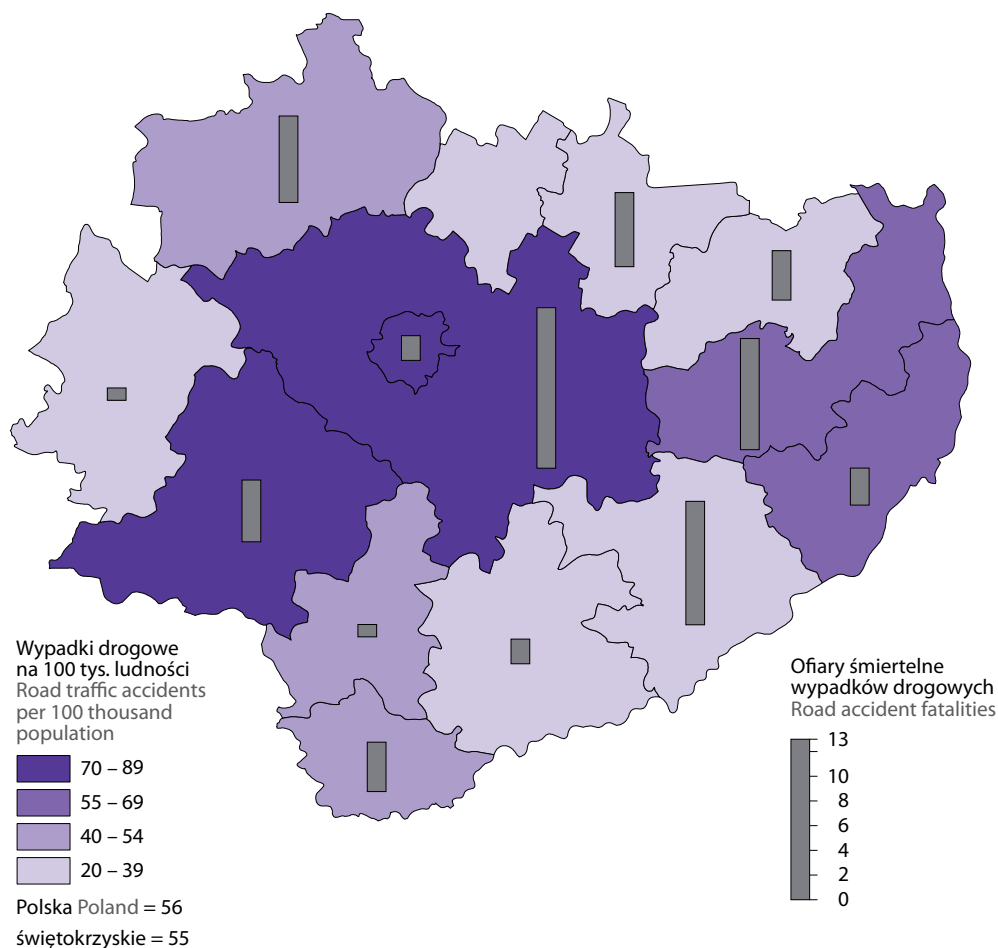 Wypadki drogowe
na 100 tys. ludności
Road traffic accidents
per 100 thousand
population
70 – 89
55 – 69
40 – 54
20 – 39
Polska Poland = 56
świętokrzyskie = 55
Ofiary śmiertelne
wypadków drogowych
Road accident fatalities
13
10
8
6
4
2
0